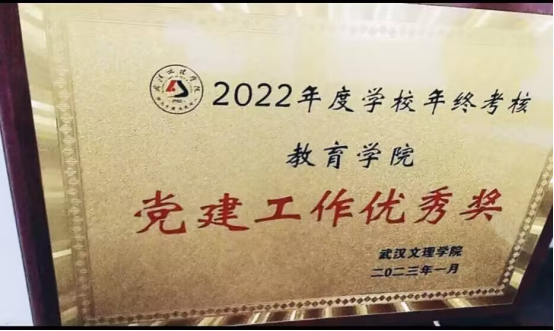 2022年度学校年终考核
教育学院
党建工作优秀奖
武汉文理学院
二〇二三年一月